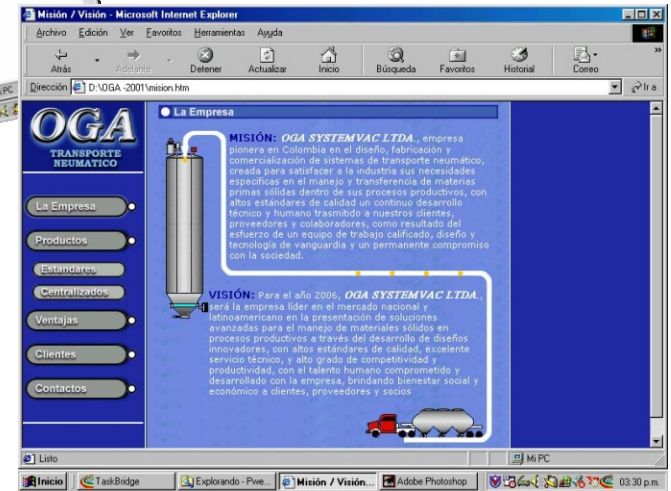 Misión / Visión - Microsoft Internet Explorer
Archivo Edición Ver Favoritos Herramientas Ayuda
Atrás Adelante Detener Actualizar Inicio Búsqueda Favoritos Historial Correo »
Dirección D:\OGA -2001\mision.htm Ir a
PC
OGA
TRANSPORTE
NEUMATICO
La Empresa
Productos
Estándares
Centralizados
Ventajas
Clientes
Contactos
La Empresa
MISIÓN: OGA SYSTEMVAC LTDA., empresa
pionera en Colombia en el diseño, fabricación y
comercialización de sistemas de transporte neumático,
creada para satisfacer a la industria sus necesidades
especificas en el manejo y transferencia de materias
primas sólidas dentro de sus procesos productivos, con
altos estándares de calidad un continuo desarrollo
técnico y humano trasmitido a nuestros clientes,
proveedores y colaboradores, como resultado del
esfuerzo de un equipo de trabajo calificado, diseño y
tecnología de vanguardia y un permanente compromiso
con la sociedad.
VISIÓN: Para el año 2006, OGA SYSTEMVAC LTDA.,
será la empresa líder en el mercado nacional y
latinoamericano en la presentación de soluciones
avanzadas para el manejo de materiales sólidos en
procesos productivos a través del desarrollo de diseños
innovadores, con altos estándares de calidad, excelente
servicio técnico, y alto grado de competitividad y
productividad, con el talento humano comprometido y
desarrollado con la empresa, brindando bienestar social y
económico a clientes, proveedores y socios
Listo Mi PC
Inicio TaskBridge Explorando - Pwe... Misión / Visión... Adobe Photoshop 03:30 p.m.